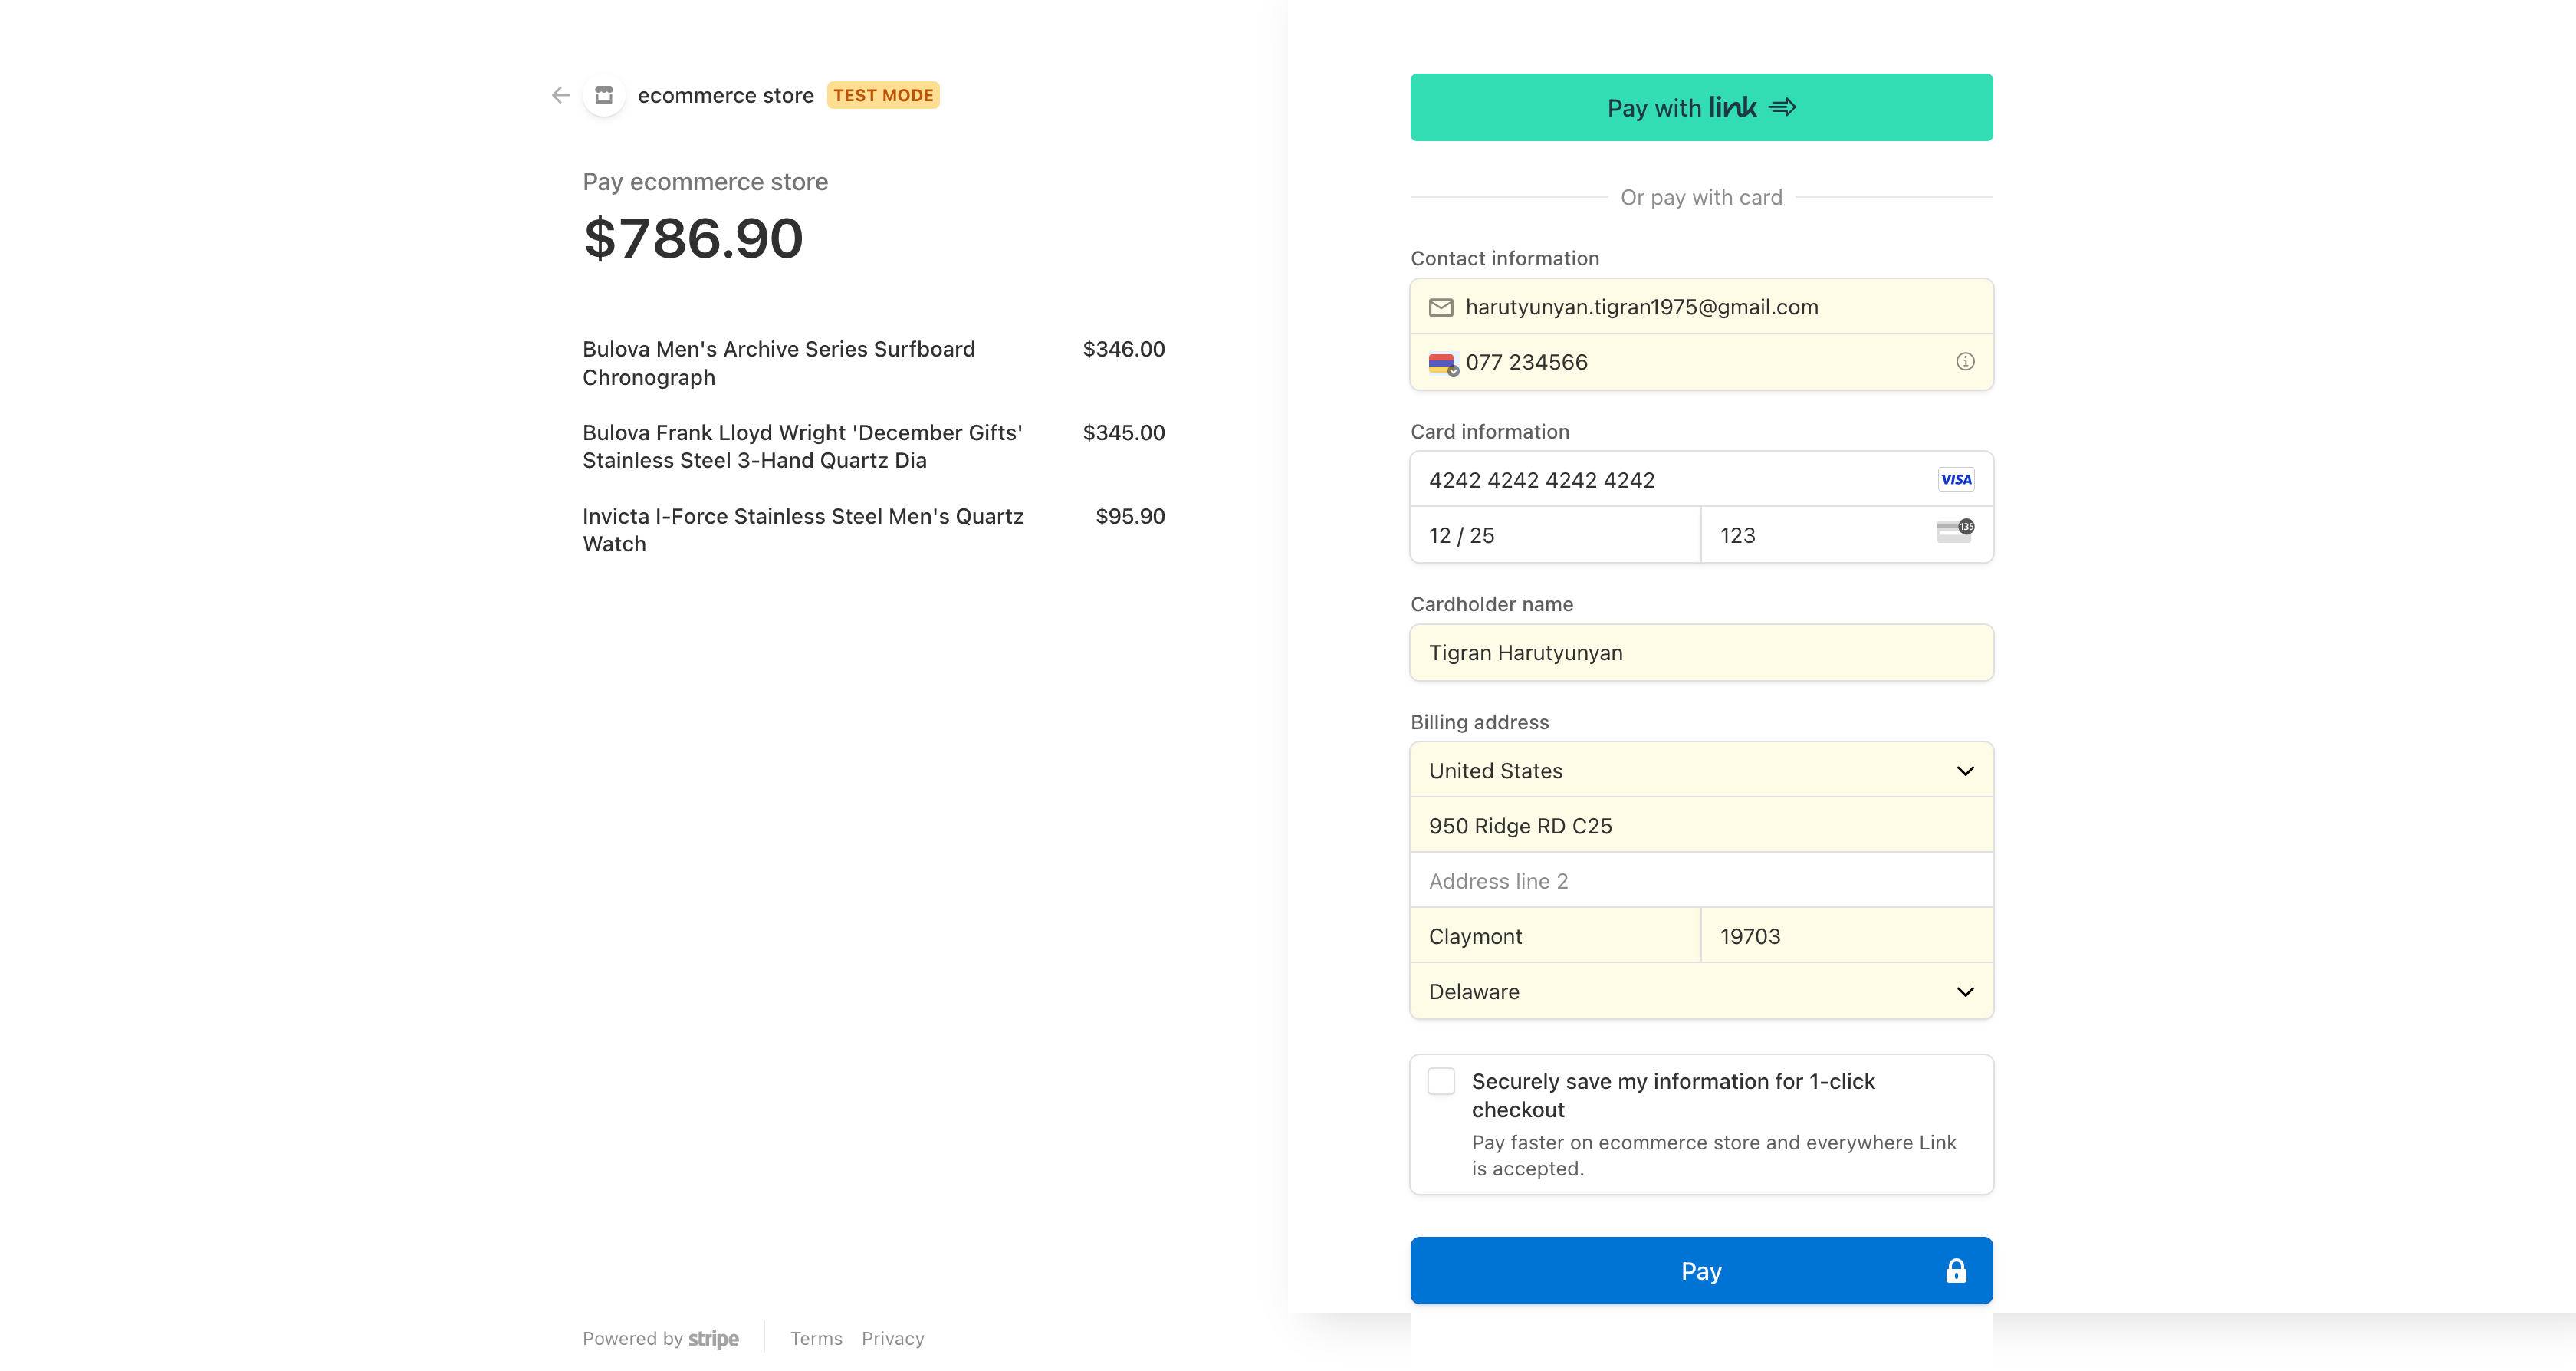 ecommerce store TEST MODE
Pay ecommerce store
$786.90
Bulova Men's Archive Series Surfboard $346.00
Chronograph
Bulova Frank Lloyd Wright 'December Gifts' $345.00
Stainless Steel 3-Hand Quartz Dia
Invicta I-Force Stainless Steel Men's Quartz $95.90
Watch
Powered by stripe Terms Privacy
Pay with link
Or pay with card
Contact information
harutyunyan.tigran1975@gmail.com
077 234566
Card information
4242 4242 4242 4242 VISA
12 / 25 123 135
Cardholder name
Tigran Harutyunyan
Billing address
United States
950 Ridge RD C25
Address line 2
Claymont 19703
Delaware
Securely save my information for 1-click
checkout
Pay faster on ecommerce store and everywhere Link
is accepted.
Pay